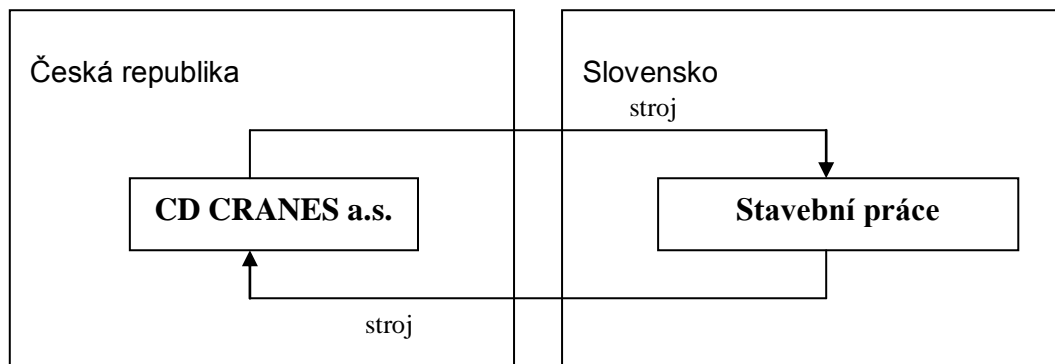 Česká republika
Slovensko
stroj
CD CRANES a.s.
Stavební práce
stroj